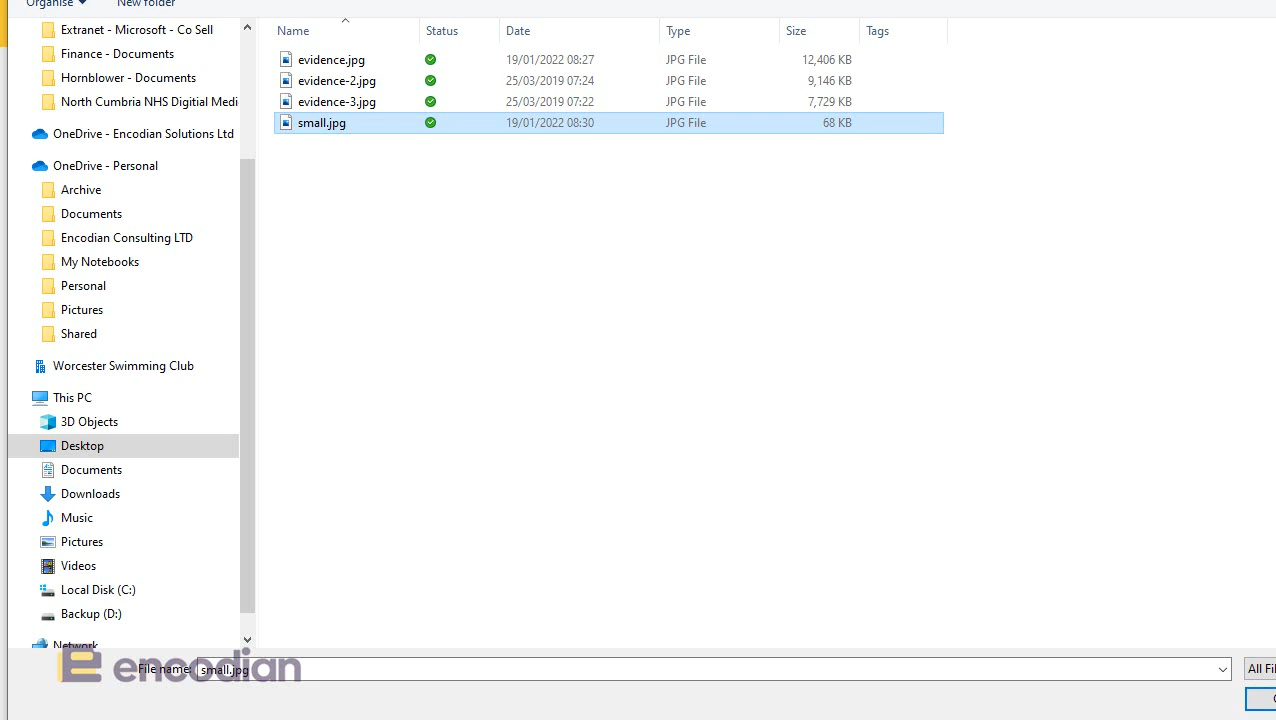 Organise New folder
Name Status Date Type Size Tags
Extranet - Microsoft - Co Sell
Finance - Documents
Hornblower - Documents
North Cumbria NHS Digitial Medi
OneDrive - Encodian Solutions Ltd
OneDrive - Personal
Archive
Documents
Encodian Consulting LTD
My Notebooks
Personal
Pictures
Shared
Worcester Swimming Club
This PC
3D Objects
Desktop
Documents
Downloads
Music
Pictures
Videos
Local Disk (C:)
Backup (D:)
Network
evidence.jpg 19/01/2022 08:27 JPG File 12,406 KB
evidence-2.jpg 25/03/2019 07:24 JPG File 9,146 KB
evidence-3.jpg 25/03/2019 07:22 JPG File 7,729 KB
small.jpg 19/01/2022 08:30 JPG File 68 KB
File name: small.jpg All Fil
encodian